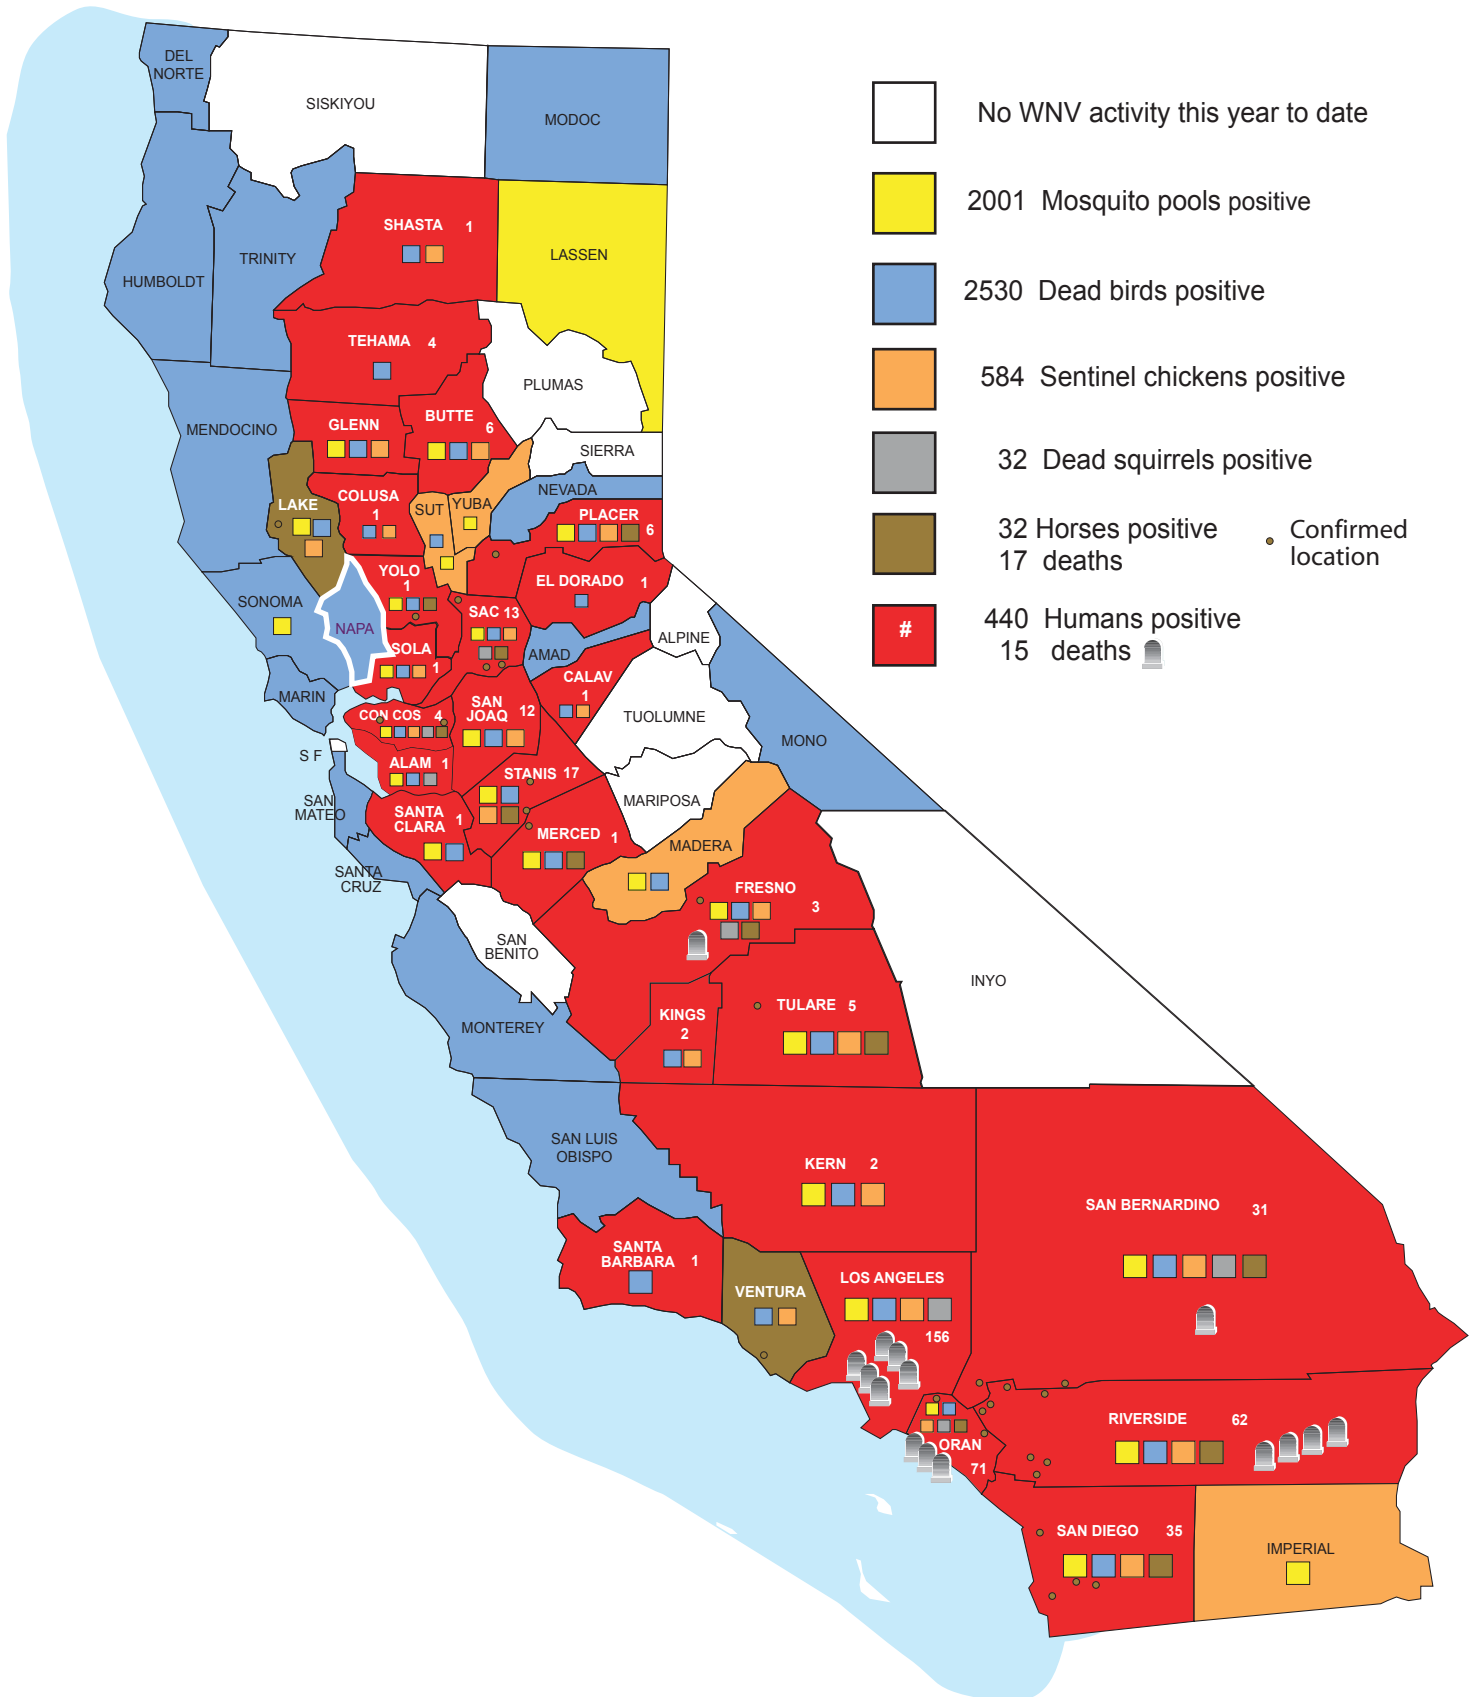 DEL
NORTE
SISKIYOU
MODOC
No WNV activity this year to date
2001 Mosquito pools positive
2530 Dead birds positive
584 Sentinel chickens positive
32 Dead squirrels positive
32 Horses positive
17 deaths
Confirmed
location
#
440 Humans positive
15 deaths
SHASTA 1
LASSEN
TRINITY
HUMBOLDT
TEHAMA 4
PLUMAS
BUTTE
6
GLENN
MENDOCINO
SIERRA
NEVADA
LAKE
COLUSA
1
SUT
YUBA
PLACER
6
YOLO
1
EL DORADO 1
SONOMA
NAPA
SAC 13
SOLA
1
AMAD
ALPINE
MARIN
CALAV
1
CON COS 4
SAN
JOAQ
12
TUOLUMNE
MONO
S F
ALAM 1
STANIS 17
SAN
MATEO
SANTA
CLARA
1
MARIPOSA
MERCED 1
MADERA
SANTA
CRUZ
FRESNO
3
SAN
BENITO
INYO
MONTEREY
KINGS
2
TULARE 5
SAN LUIS
OBISPO
KERN 2
SAN BERNARDINO 31
SANTA
BARBARA 1
VENTURA
LOS ANGELES
156
RIVERSIDE 62
ORAN
71
SAN DIEGO 35
IMPERIAL